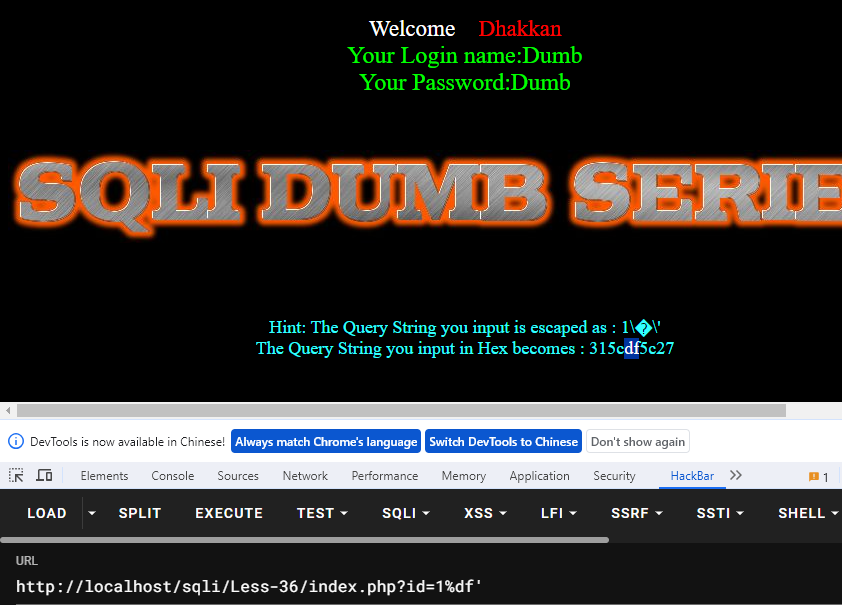 Welcome Dhakkan
Your Login name:Dumb
Your Password:Dumb
SQLI DUMB SERIE
Hint: The Query String you input is escaped as : 1\�\'
The Query String you input in Hex becomes : 315cdf5c27
DevTools is now available in Chinese! Always match Chrome's language Switch DevTools to Chinese Don't show again
Elements Console Sources Network Performance Memory Application Security HackBar 1
LOAD SPLIT EXECUTE TEST SQLI XSS LFI SSRF SSTI SHELL
URL
http://localhost/sqli/Less-36/index.php?id=1%df'